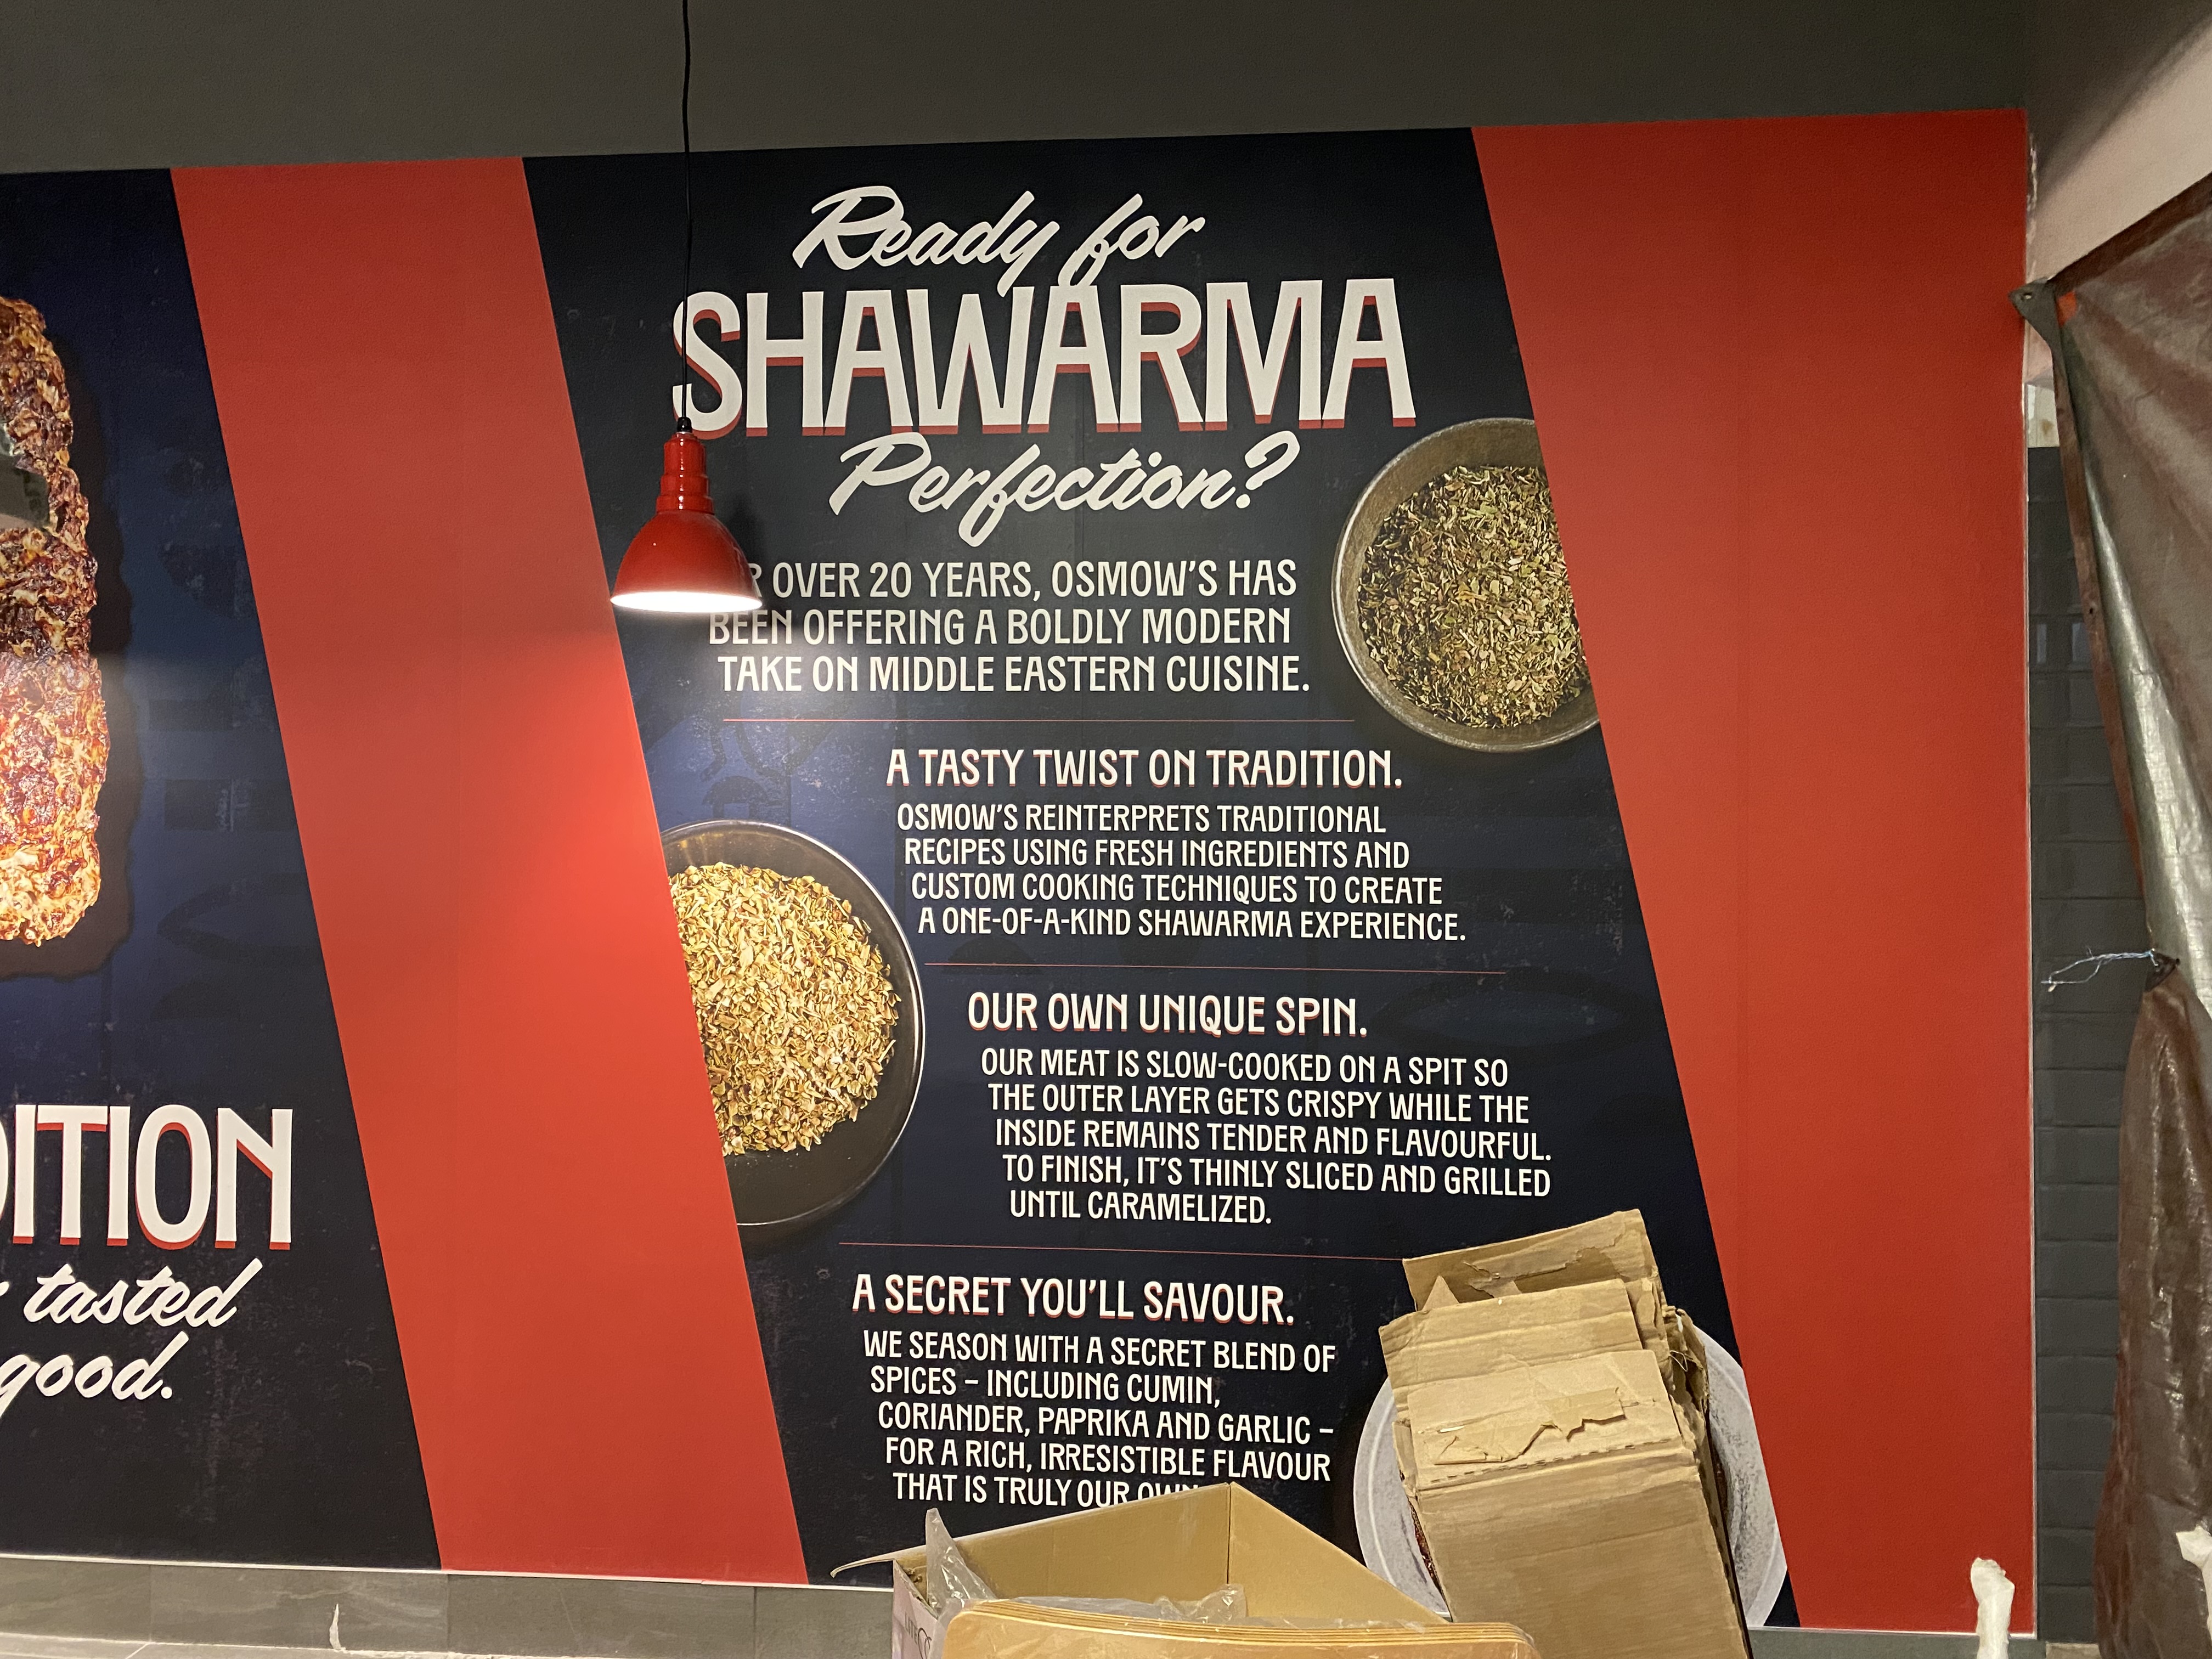 Ready for
SHAWARMA
Perfection?
OVER 20 YEARS, OSMOW'S HAS
BEEN OFFERING A BOLDLY MODERN
TAKE ON MIDDLE EASTERN CUISINE.
A TASTY TWIST ON TRADITION.
OSMOW'S REINTERPRETS TRADITIONAL
RECIPES USING FRESH INGREDIENTS AND
CUSTOM COOKING TECHNIQUES TO CREATE
A ONE-OF-A-KIND SHAWARMA EXPERIENCE.
OUR OWN UNIQUE SPIN.
OUR MEAT IS SLOW-COOKED ON A SPIT SO
THE OUTER LAYER GETS CRISPY WHILE THE
INSIDE REMAINS TENDER AND FLAVOURFUL.
TO FINISH, IT'S THINLY SLICED AND GRILLED
UNTIL CARAMELIZED.
A SECRET YOU'LL SAVOUR.
WE SEASON WITH A SECRET BLEND OF
SPICES – INCLUDING CUMIN,
CORIANDER, PAPRIKA AND GARLIC –
FOR A RICH, IRRESISTIBLE FLAVOUR
THAT IS TRULY OUR OWN
DITION
tasted
good.